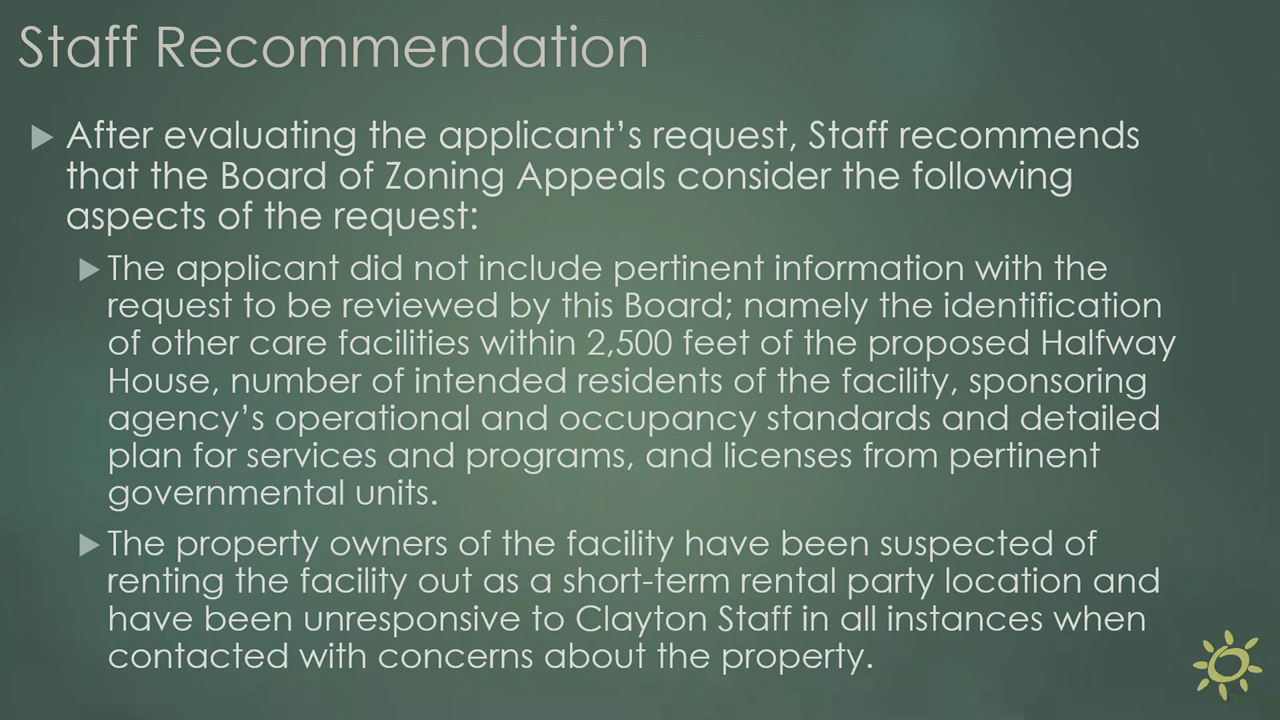 Staff Recommendation
After evaluating the applicant's request, Staff recommends
that the Board of Zoning Appeals consider the following
aspects of the request:
The applicant did not include pertinent information with the
request to be reviewed by this Board; namely the identification
of other care facilities within 2,500 feet of the proposed Halfway
House, number of intended residents of the facility, sponsoring
agency's operational and occupancy standards and detailed
plan for services and programs, and licenses from pertinent
governmental units.
The property owners of the facility have been suspected of
renting the facility out as a short-term rental party location and
have been unresponsive to Clayton Staff in all instances when
contacted with concerns about the property.